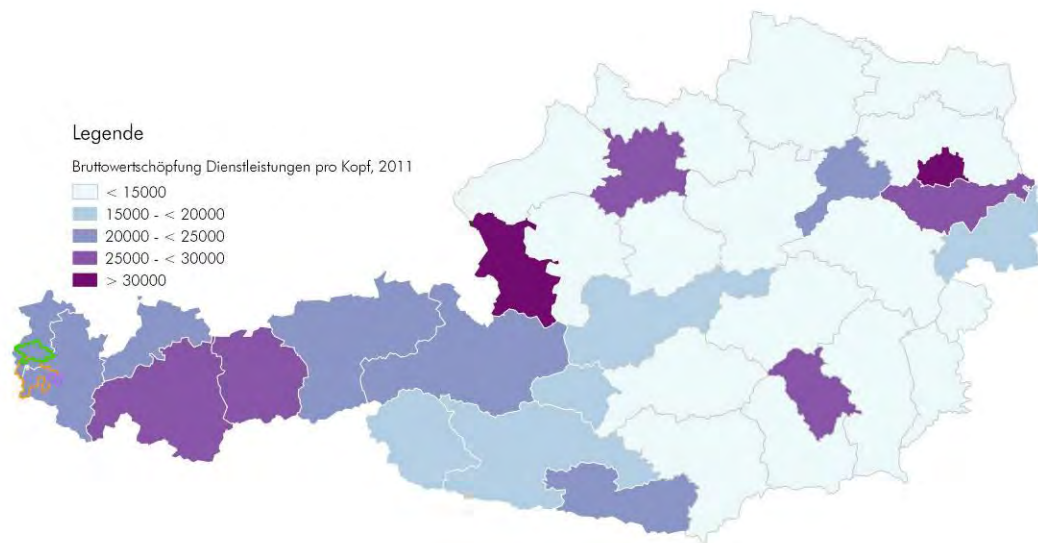 Legende
Bruttowertschöpfung Dienstleistungen pro Kopf, 2011
< 15000
15000 - < 20000
20000 - < 25000
25000 - < 30000
> 30000